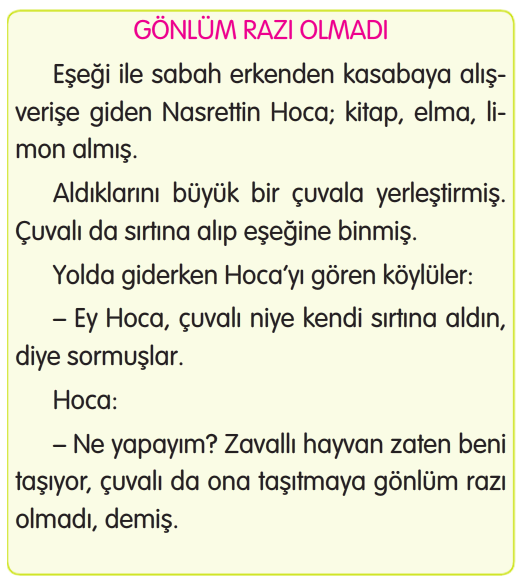 GÖNLÜM RAZI OLMADI
Eşeği ile sabah erkenden kasabaya alış-
verişe giden Nasrettin Hoca; kitap, elma, li-
mon almış.
Aldıklarını büyük bir çuvala yerleştirmiş.
Çuvalı da sırtına alıp eşeğine binmiş.
Yolda giderken Hoca’yı gören köylüler:
– Ey Hoca, çuvalı niye kendi sırtına aldın,
diye sormuşlar.
Hoca:
– Ne yapayım? Zavallı hayvan zaten beni
taşıyor, çuvalı da ona taşıtmaya gönlüm razı
olmadı, demiş.